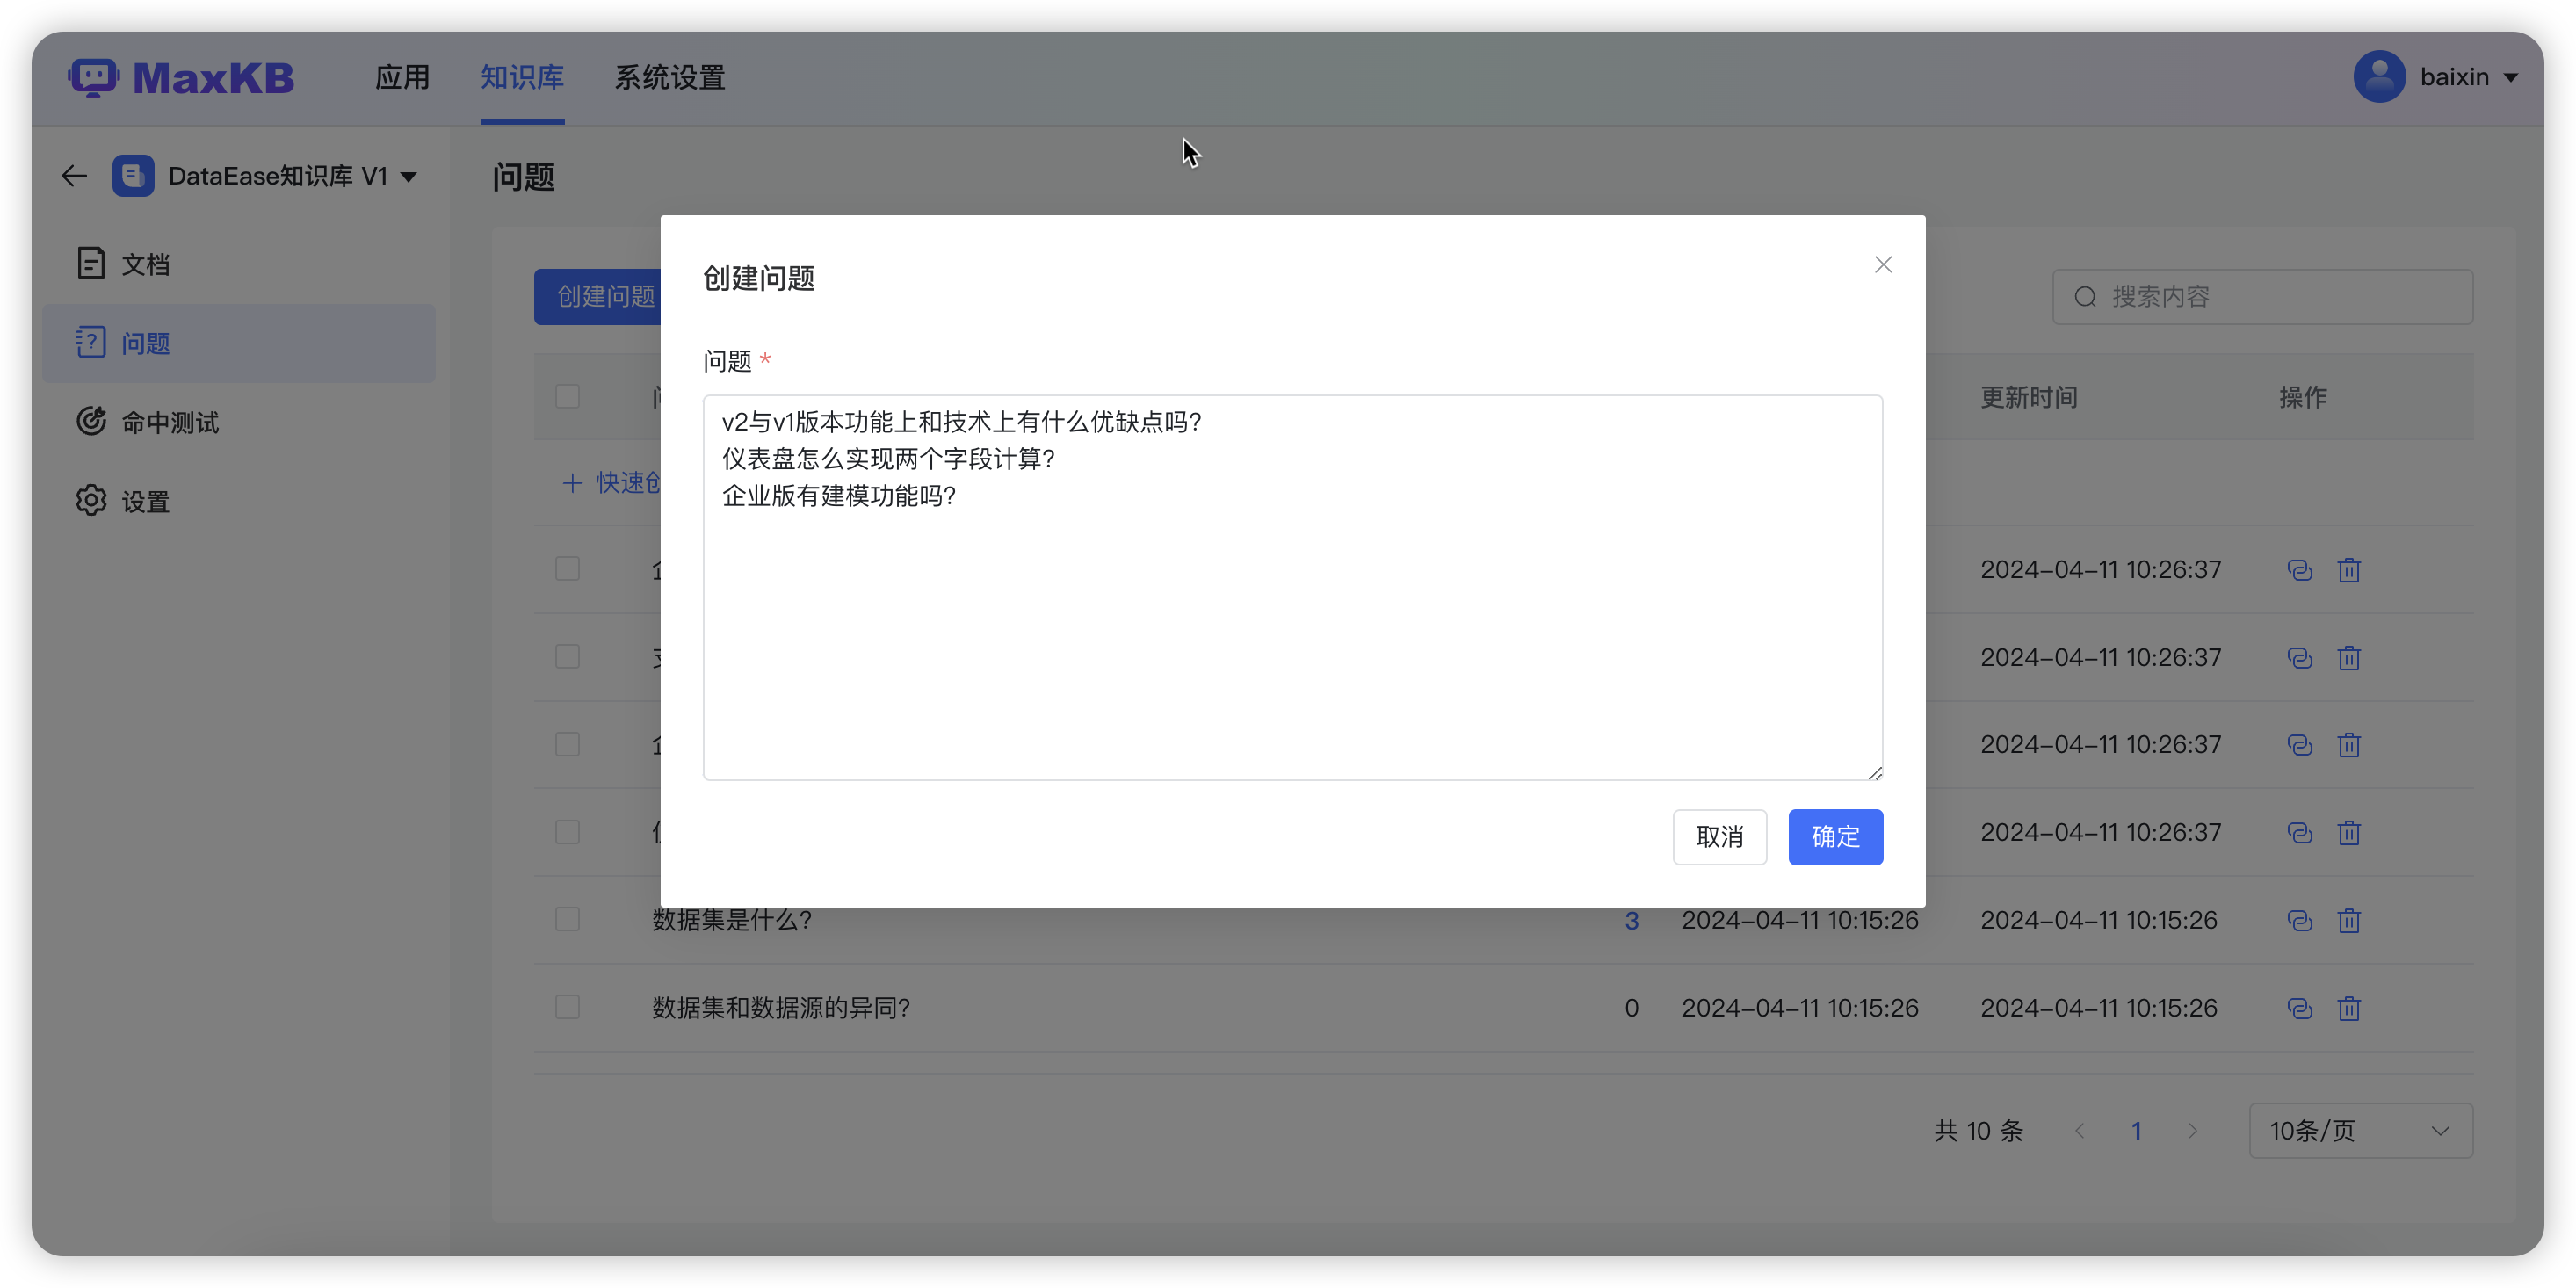 MaxKB 应用 知识库 系统设置 baixin
DataEase知识库 V1
文档
问题
命中测试
设置
问题
创建问题
搜索内容
更新时间 操作
快速创
2024-04-11 10:26:37
2024-04-11 10:26:37
2024-04-11 10:26:37
2024-04-11 10:26:37
数据集是什么? 3 2024-04-11 10:15:26 2024-04-11 10:15:26
数据集和数据源的异同? 0 2024-04-11 10:15:26 2024-04-11 10:15:26
共 10 条 1 10条/页
创建问题
问题 *
v2与v1版本功能上和技术上有什么优缺点吗?
仪表盘怎么实现两个字段计算?
企业版有建模功能吗?
取消 确定